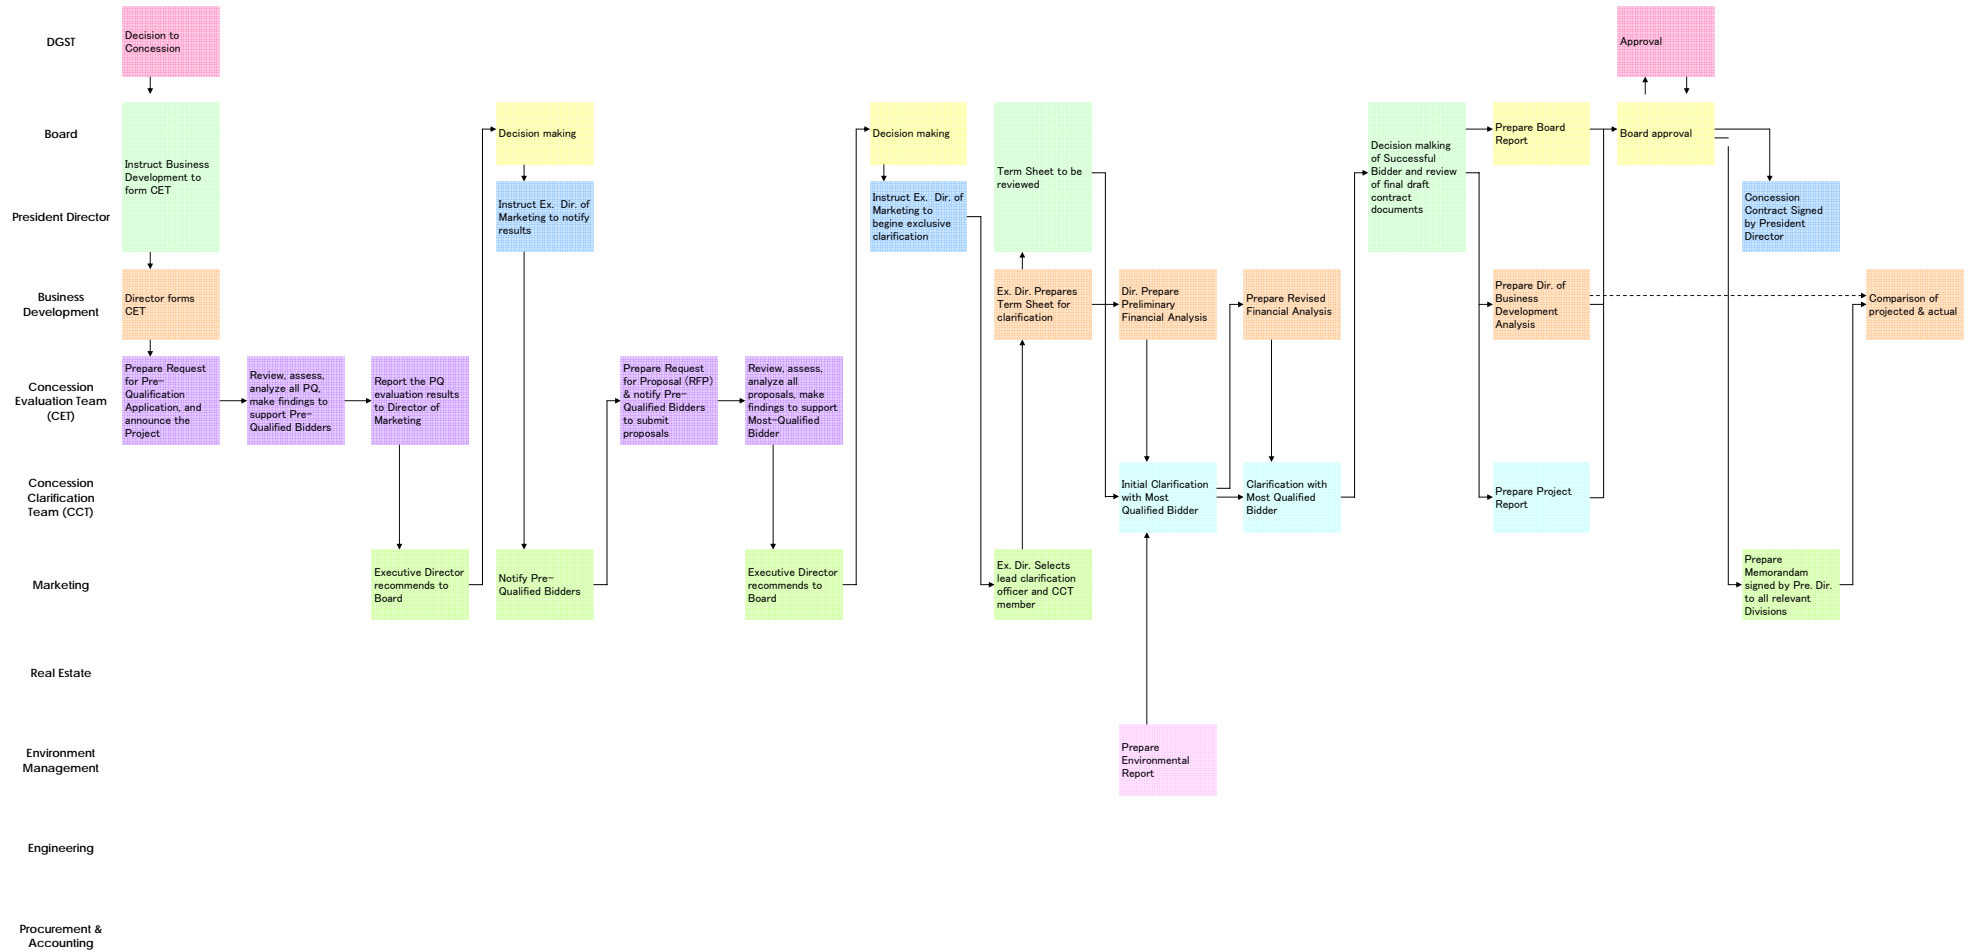 DGST
Decision to
Concession
Approval
Board
President Director
Instruct Business
Development to
form CET
Decision making
Instruct Ex. Dir. of
Marketing to notify
results
Decision making
Instruct Ex. Dir. of
Marketing to
begine exclusive
clarification
Term Sheet to be
reviewed
Decision malking
of Successful
Bidder and review
of final draft
contract
documents
Prepare Board
Report
Board approval
Concession
Contract Signed
by President
Director
Business
Development
Director forms
CET
Ex. Dir. Prepares
Term Sheet for
clarification
Dir. Prepare
Preliminary
Financial Analysis
Prepare Revised
Financial Analysis
Prepare Dir. of
Business
Development
Analysis
Comparison of
projected & actual
Concession
Evaluation Team
(CET)
Prepare Request
for Pre-
Qualification
Application, and
announce the
Project
Review, assess,
analyze all PQ,
make findings to
support Pre-
Qualified Bidders
Report the PQ
evaluation results
to Director of
Marketing
Prepare Request
for Proposal (RFP)
& notify Pre-
Qualified Bidders
to submit
proposals
Review, assess,
analyze all
proposals, make
findings to support
Most-Qualified
Bidder
Concession
Clarification
Team (CCT)
Initial Clarification
with Most
Qualified Bidder
Clarification with
Most Qualified
Bidder
Prepare Project
Report
Marketing
Executive Director
recommends to
Board
Notify Pre-
Qualified Bidders
Executive Director
recommends to
Board
Ex. Dir. Selects
lead clarification
officer and CCT
member
Prepare
Memorandam
signed by Pre. Dir.
to all relevant
Divisions
Real Estate
Environment
Management
Prepare
Environmental
Report
Engineering
Procurement &
Accounting